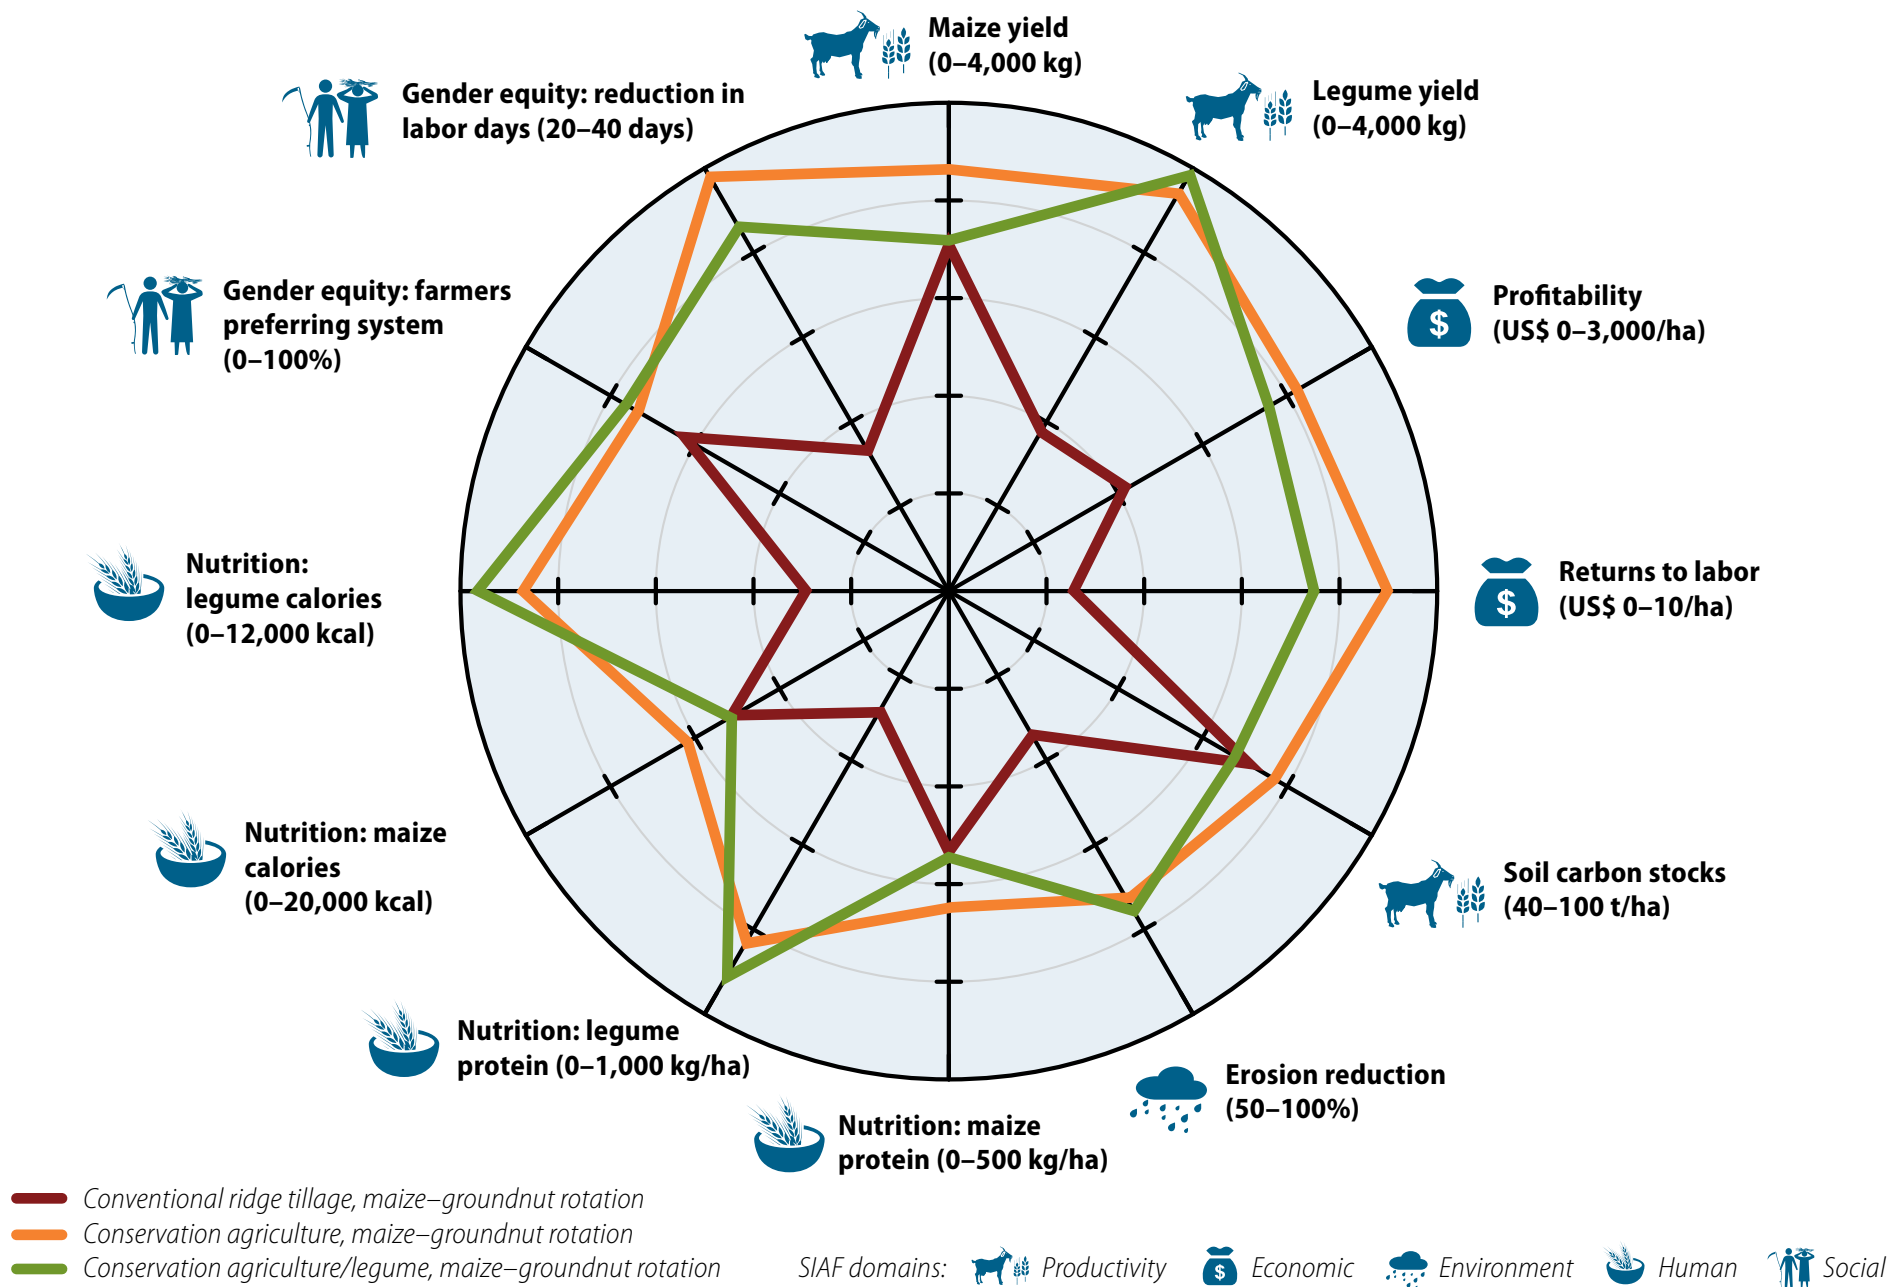 Maize yield
(0–4,000 kg)
Legume yield
(0–4,000 kg)
Gender equity: reduction in
labor days (20–40 days)
Gender equity: farmers
preferring system
(0–100%)
Profitability
(US$ 0–3,000/ha)
$
Nutrition:
legume calories
(0–12,000 kcal)
Returns to labor
(US$ 0–10/ha)
$
Nutrition: maize
calories
(0–20,000 kcal)
Soil carbon stocks
(40–100 t/ha)
Nutrition: legume
protein (0–1,000 kg/ha)
Erosion reduction
(50–100%)
Nutrition: maize
protein (0–500 kg/ha)
Conventional ridge tillage, maize–groundnut rotation
Conservation agriculture, maize–groundnut rotation
Conservation agriculture/legume, maize–groundnut rotation
SIAF domains: Productivity $ Economic Environment Human Social